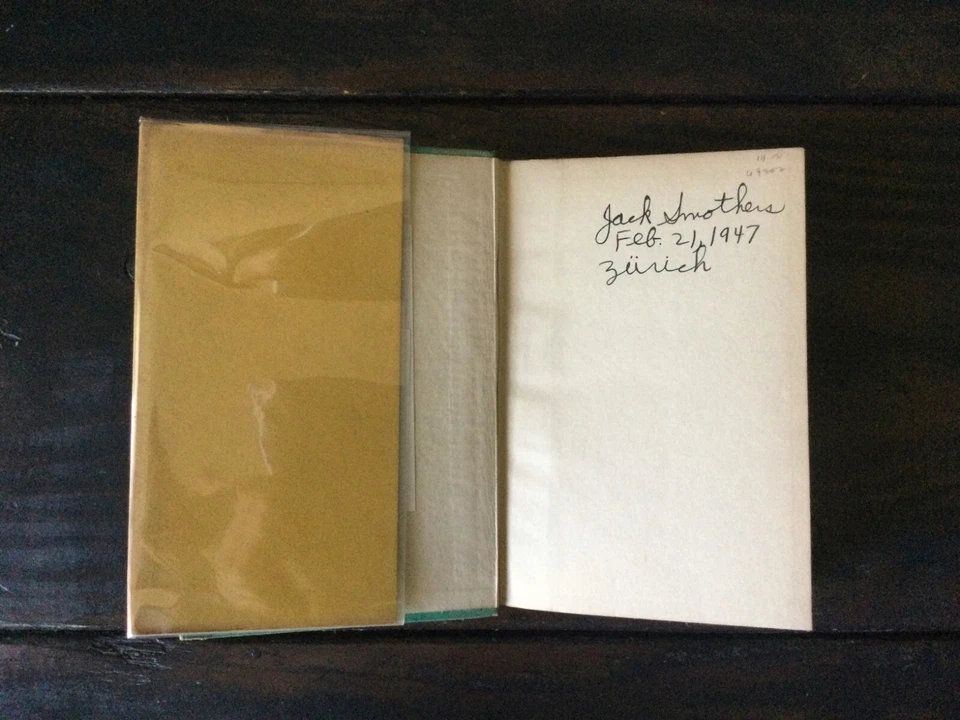 Jack Smothers
Feb. 21, 1947
Zürich